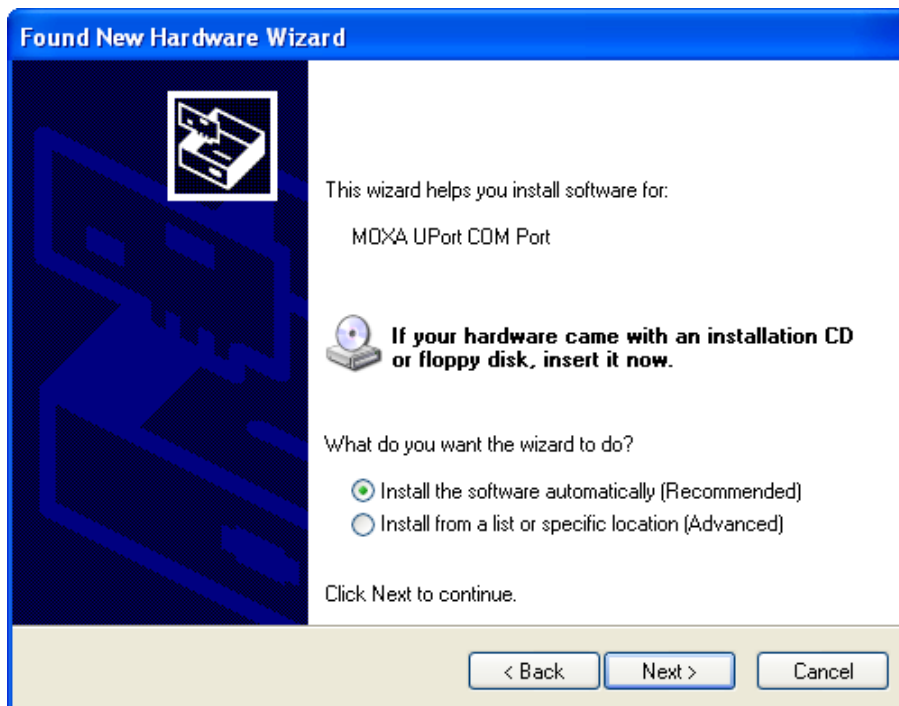 Found New Hardware Wizard
This wizard helps you install software for:
MOXA UPort COM Port
If your hardware came with an installation CD
or floppy disk, insert it now.
What do you want the wizard to do?
Install the software automatically (Recommended)
Install from a list or specific location (Advanced)
Click Next to continue.
< Back Next > Cancel